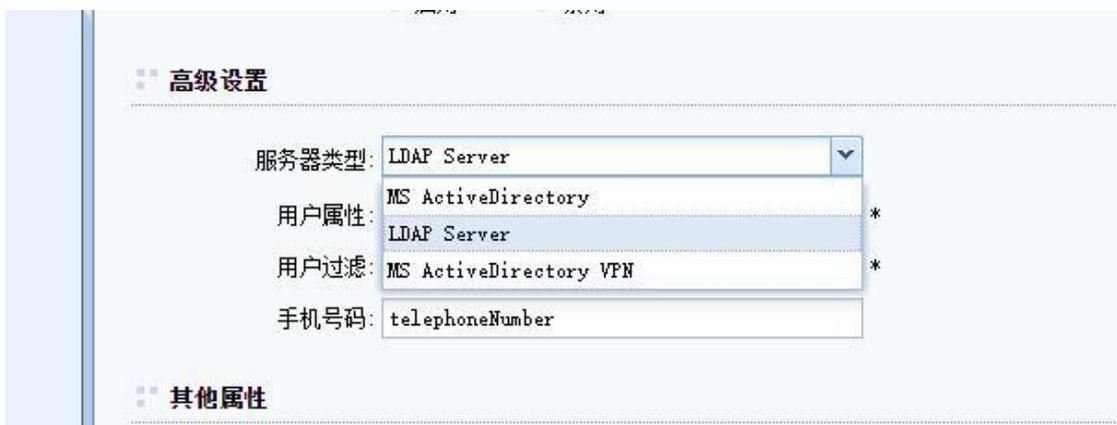 高级设置
服务器类型: LDAP Server
MS ActiveDirectory
用户属性: *
LDAP Server
用户过滤: MS ActiveDirectory VPN *
手机号码: telephoneNumber
其他属性